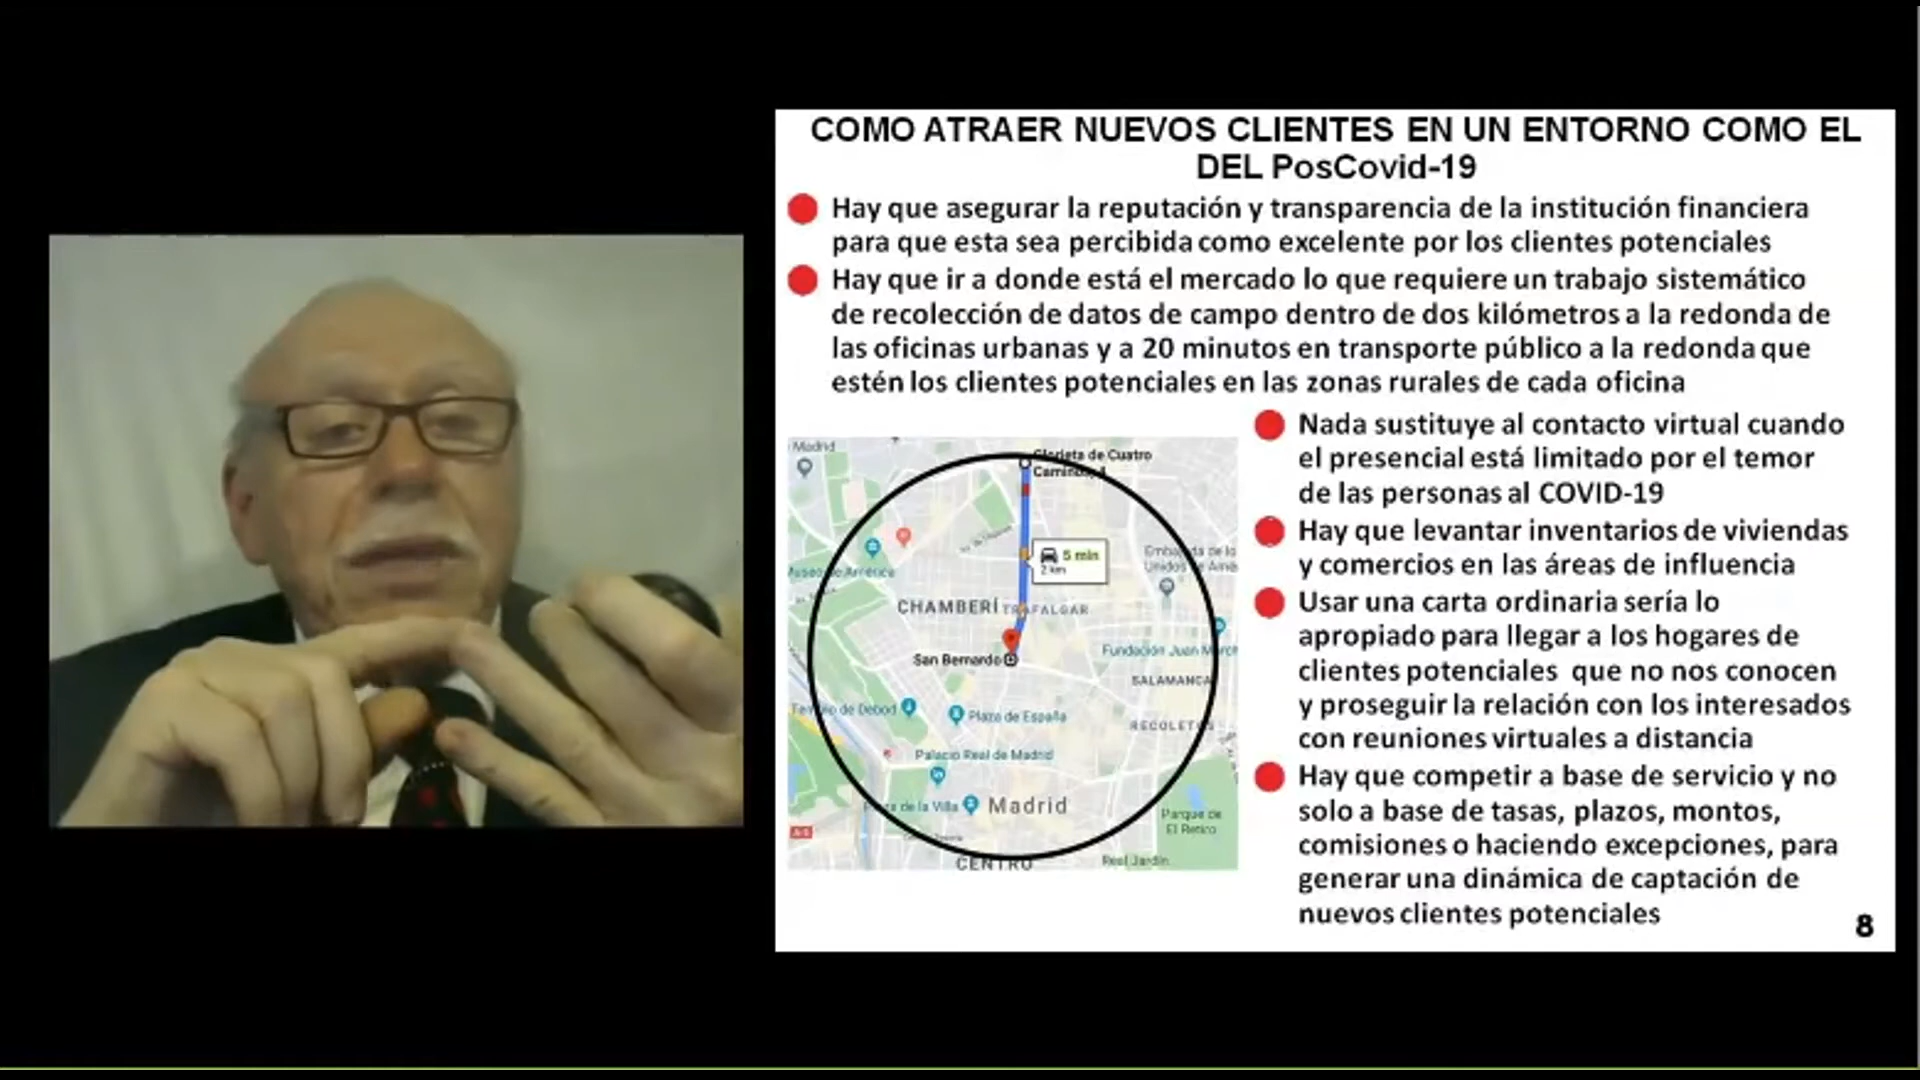 COMO ATRAER NUEVOS CLIENTES EN UN ENTORNO COMO EL
DEL PosCovid-19
Hay que asegurar la reputación y transparencia de la institución financiera
para que esta sea percibida como excelente por los clientes potenciales
Hay que ir a donde está el mercado lo que requiere un trabajo sistemático
de recolección de datos de campo dentro de dos kilómetros a la redonda de
las oficinas urbanas y a 20 minutos en transporte público a la redonda que
estén los clientes potenciales en las zonas rurales de cada oficina
Nada sustituye al contacto virtual cuando
el presencial está limitado por el temor
de las personas al COVID-19
Hay que levantar inventarios de viviendas
y comercios en las áreas de influencia
Usar una carta ordinaria sería lo
apropiado para llegar a los hogares de
clientes potenciales que no nos conocen
y proseguir la relación con los interesados
con reuniones virtuales a distancia
Hay que competir a base de servicio y no
solo a base de tasas, plazos, montos,
comisiones o haciendo excepciones, para
generar una dinámica de captación de
nuevos clientes potenciales
Madrid
Glorieta de Cuatro
Caminos,
5 min
2 km
Museo de América
CHAMBERÍ
TRAFALGAR
San Bernardo
Fundación Juan March
SALAMANCA
Templo de Debod
Plaza de España
RECOLETOS
Palacio Real de Madrid
de la Villa
Madrid
Parque de
El Retiro
CENTRO
Real Jardín
8